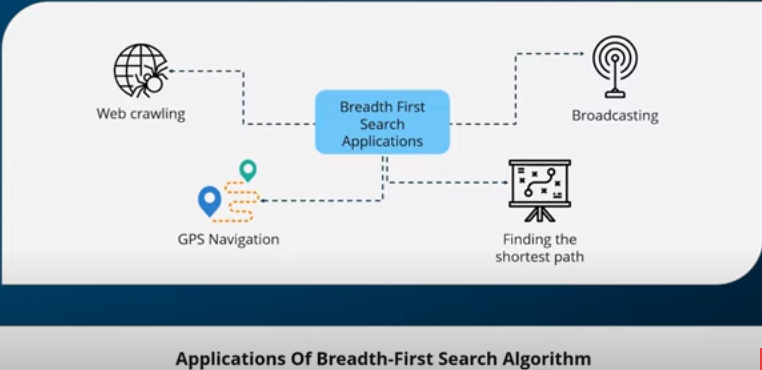 Breadth First
Search
Applications
Web crawling
Broadcasting
GPS Navigation
Finding the
shortest path
Applications Of Breadth-First Search Algorithm